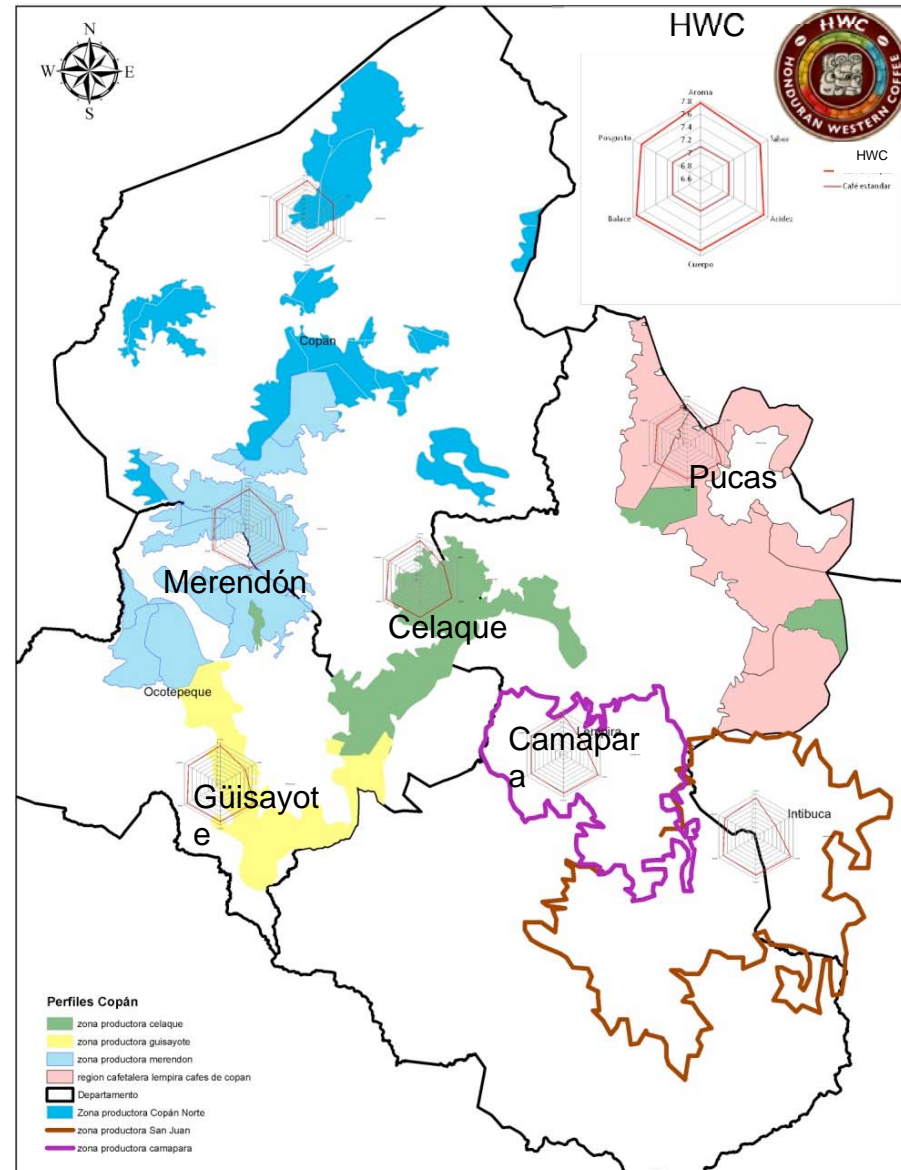 N
W E
S
HWC
HWC
HONDURAN WESTERN COFFEE
Aroma
7.8
7.6
7.4
7.2
7
6.8
6.6
Sabor
Acidez
Cuerpo
Balace
Posgusto
HWC
Café estandar
Copán
Pucas
Merendón
Celaque
Ocotepeque
Lempira
Camapar
a
Güisayot
e
Intibuca
Perfiles Copán
zona productora celaque
zona productora guisayote
zona productora merendon
region cafetalera lempira cafes de copan
Departamento
Zona productora Copán Norte
zona productora San Juan
zona productora camapara